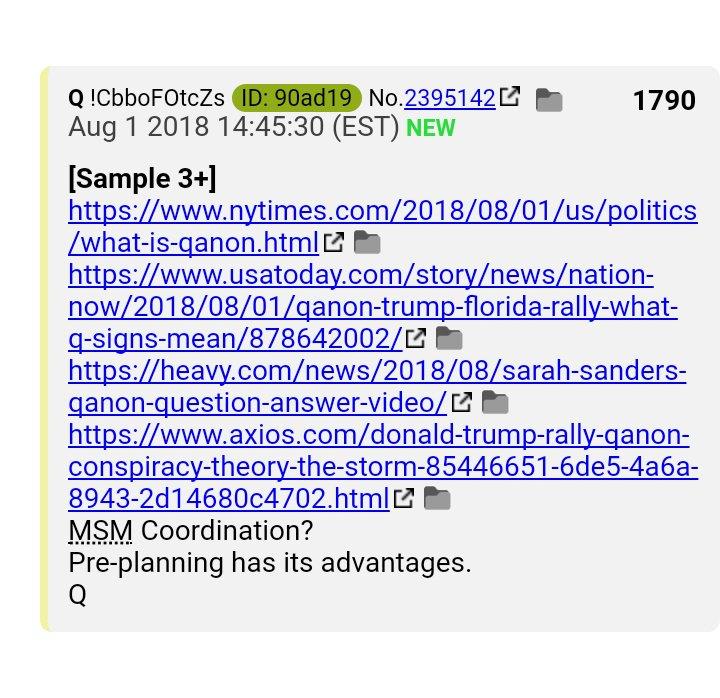 Q !CbboFOtcZs ID: 90ad19 No.2395142 1790
Aug 1 2018 14:45:30 (EST) NEW
[Sample 3+]
https://www.nytimes.com/2018/08/01/us/politics
/what-is-qanon.html
https://www.usatoday.com/story/news/nation-
now/2018/08/01/qanon-trump-florida-rally-what-
q-signs-mean/878642002/
https://heavy.com/news/2018/08/sarah-sanders-
qanon-question-answer-video/
https://www.axios.com/donald-trump-rally-qanon-
conspiracy-theory-the-storm-85446651-6de5-4a6a-
8943-2d14680c4702.html
MSM Coordination?
Pre-planning has its advantages.
Q